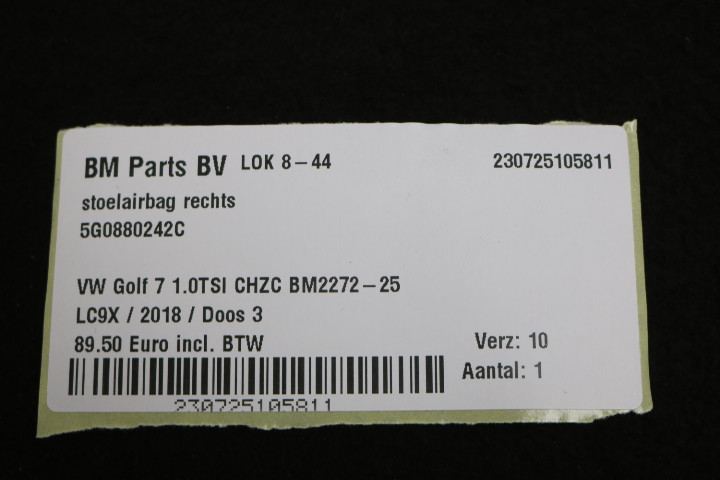 BM Parts BV LOK 8-44 230725105811
stoelairbag rechts
5G0880242C
VW Golf 7 1.0TSI CHZC BM2272-25
LC9X / 2018 / Doos 3
89.50 Euro incl. BTW Verz: 10
Aantal: 1
230725105811